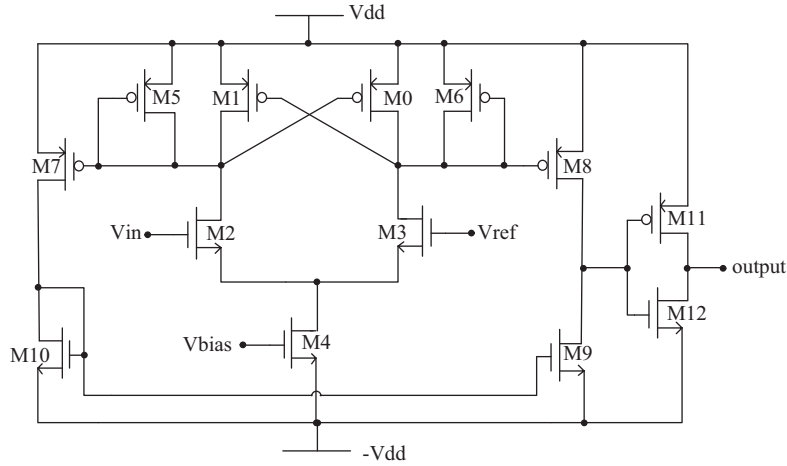 Vdd
M5
M1
M0
M6
M7
M8
M11
Vin
M2
M3
Vref
output
Vbias
M4
M12
M10
M9
-Vdd